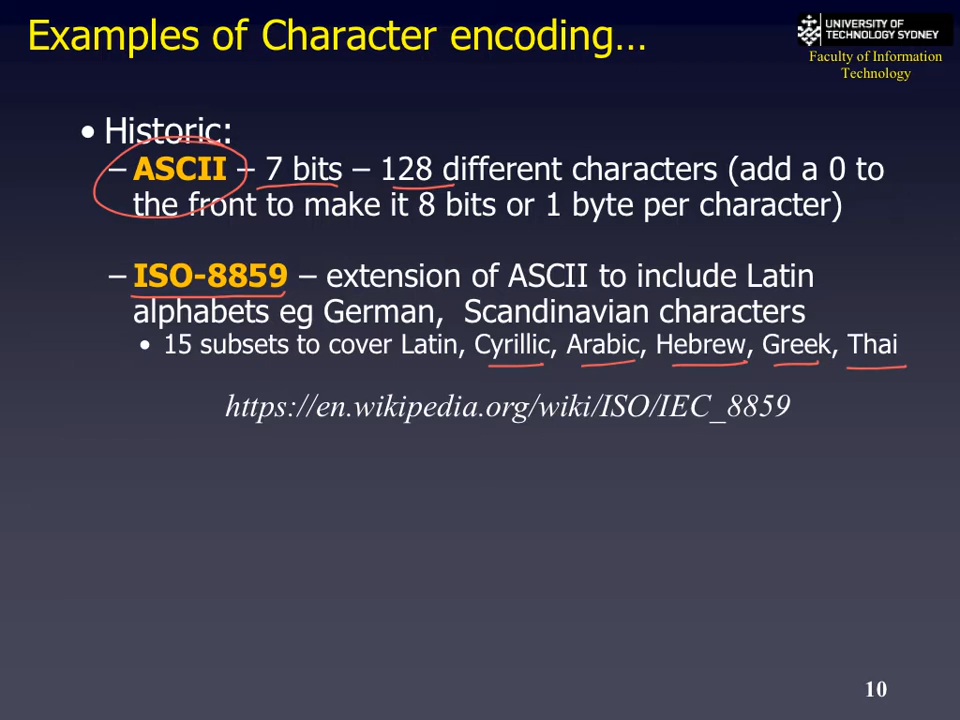 Examples of Character encoding…
UNIVERSITY OF
TECHNOLOGY SYDNEY
Faculty of Information
Technology
• Historic:
– ASCII – 7 bits – 128 different characters (add a 0 to
the front to make it 8 bits or 1 byte per character)
– ISO-8859 – extension of ASCII to include Latin
alphabets eg German, Scandinavian characters
• 15 subsets to cover Latin, Cyrillic, Arabic, Hebrew, Greek, Thai
https://en.wikipedia.org/wiki/ISO/IEC_8859
10